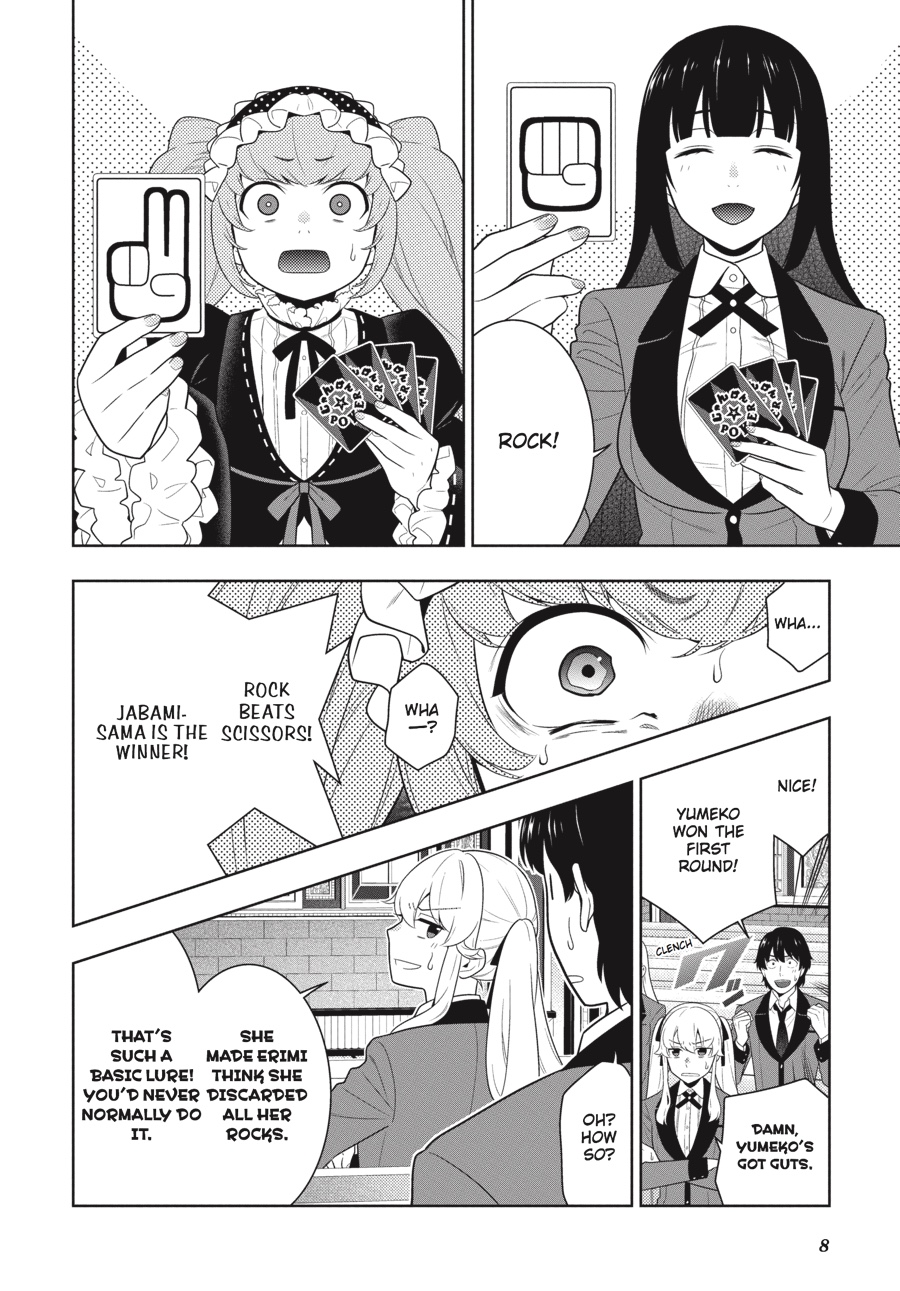 ROCK!
POWER
POWER
WHA...
WHA
—?
ROCK
BEATS
SCISSORS!
JABAMI-
SAMA IS THE
WINNER!
NICE!
YUMEKO
WON THE
FIRST
ROUND!
CLENCH
DAMN,
YUMEKO'S
GOT GUTS.
OH?
HOW
SO?
SHE
MADE ERIMI
THINK SHE
DISCARDED
ALL HER
ROCKS.
THAT'S
SUCH A
BASIC LURE!
YOU'D NEVER
NORMALLY DO
IT.
8